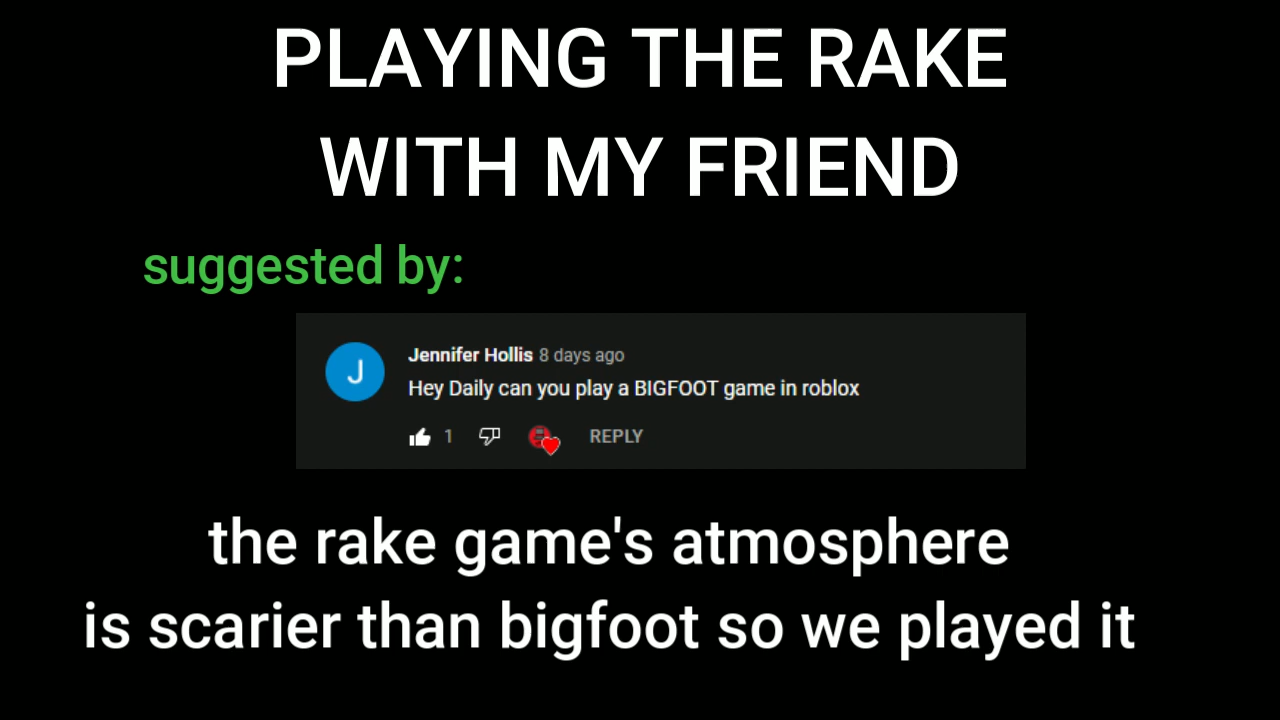 PLAYING THE RAKE
WITH MY FRIEND
suggested by:
J
Jennifer Hollis 8 days ago
Hey Daily can you play a BIGFOOT game in roblox
1 REPLY
the rake game's atmosphere
is scarier than bigfoot so we played it